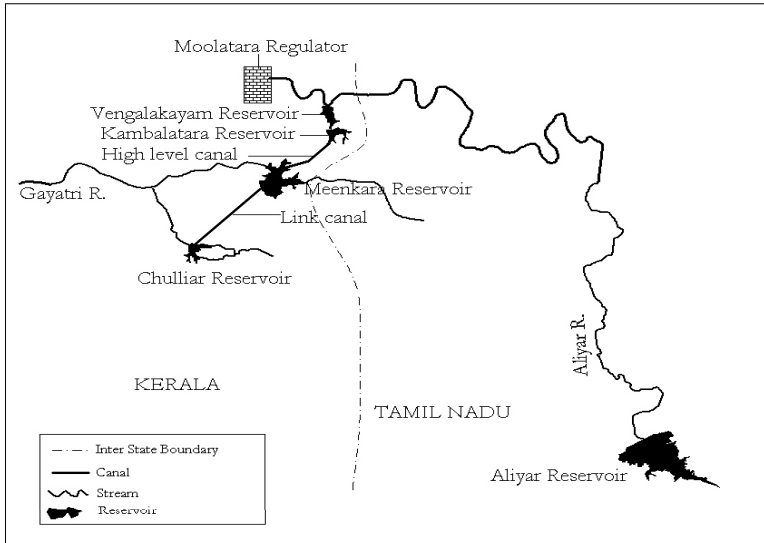 Moolatara Regulator
Vengalakayam Reservoir
Kambalatara Reservoir
High level canal
Gayatri R.
Meenkara Reservoir
Link canal
Chulliar Reservoir
Aliyar R.
KERALA
TAMIL NADU
Aliyar Reservoir
Inter State Boundary
Canal
Stream
Reservoir